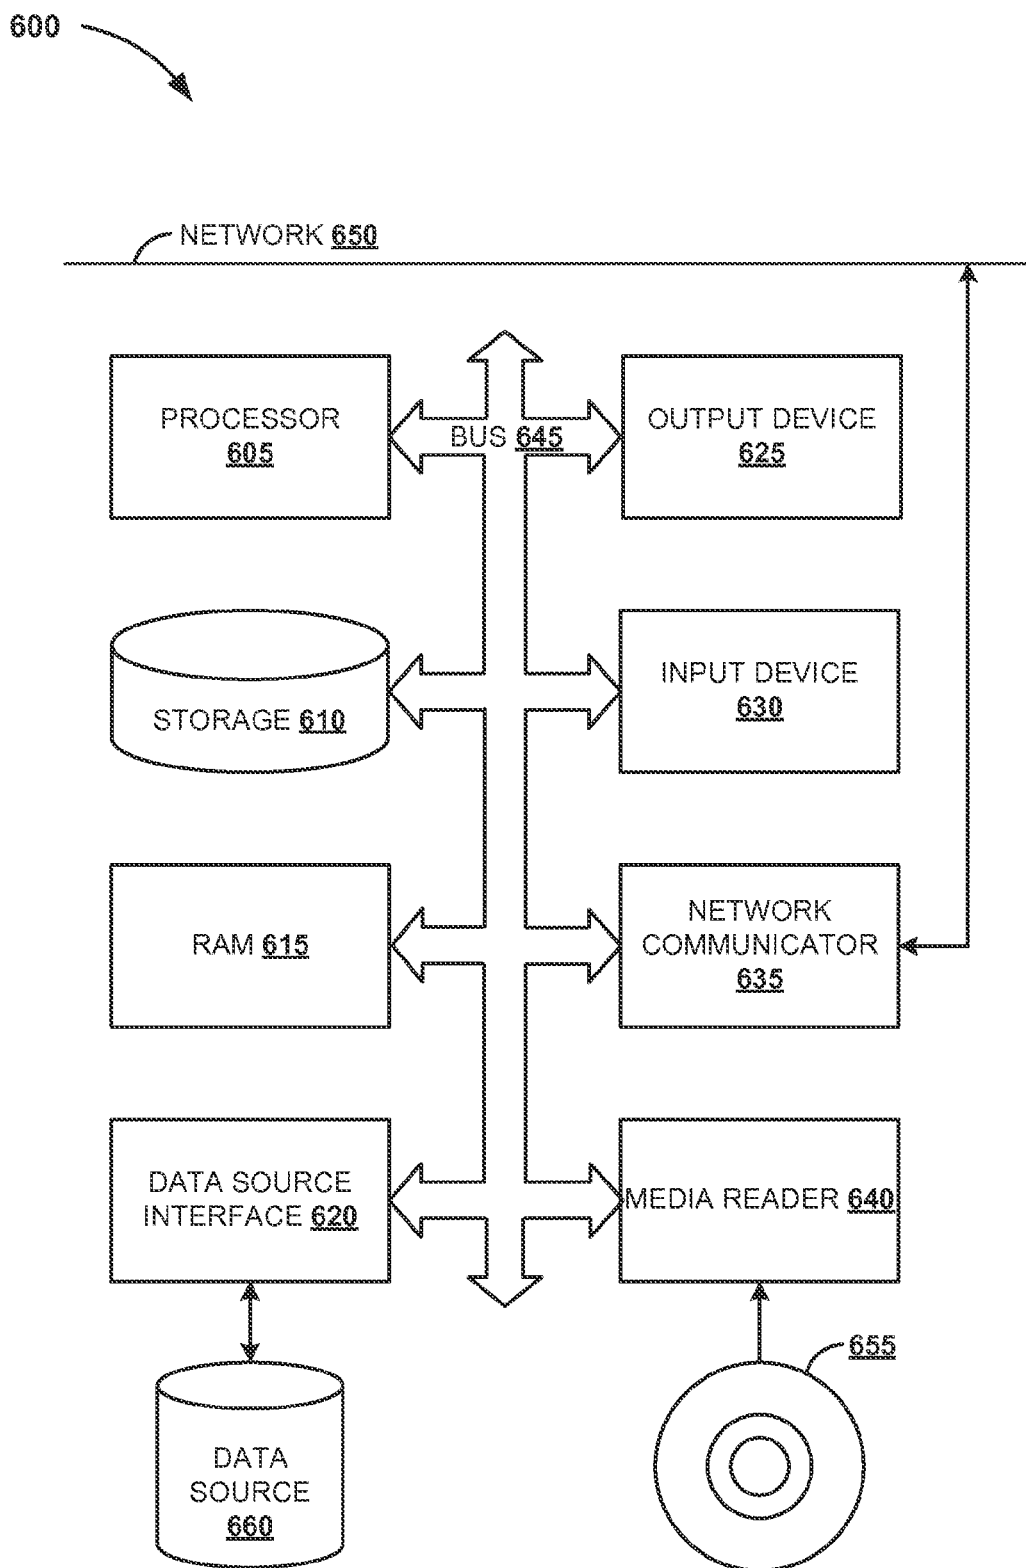 600
NETWORK 650
PROCESSOR
605
BUS 645
OUTPUT DEVICE
625
STORAGE 610
INPUT DEVICE
630
RAM 615
NETWORK
COMMUNICATOR
635
DATA SOURCE
INTERFACE 620
MEDIA READER 640
655
DATA
SOURCE
660